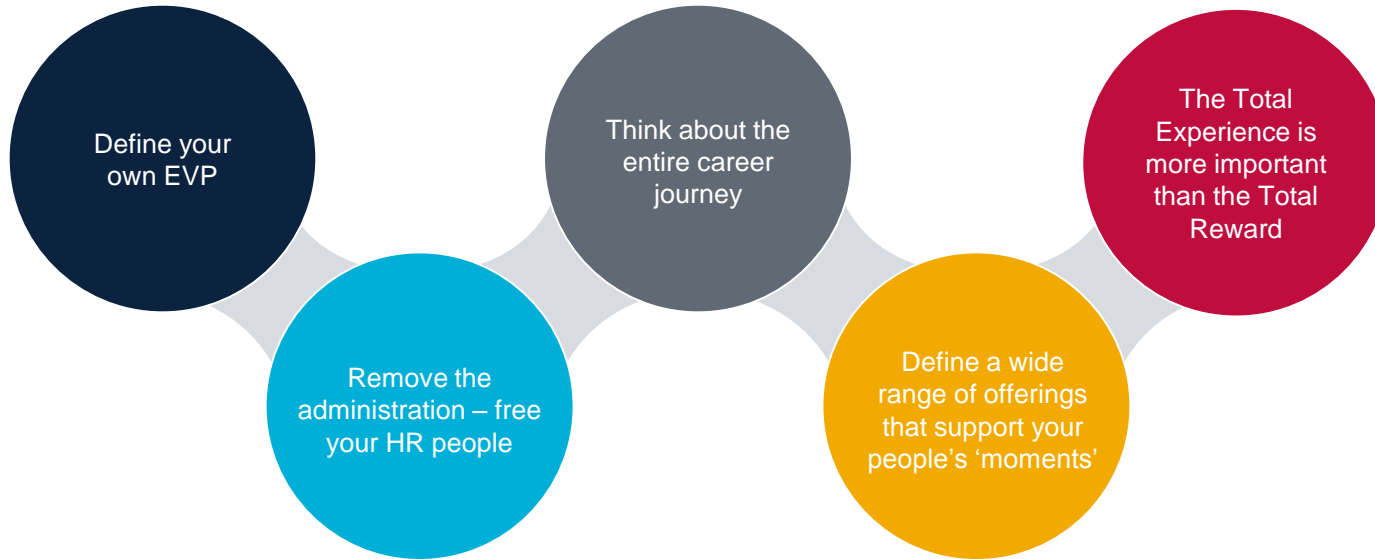 Define your
own EVP
Remove the
administration – free
your HR people
Think about the
entire career
journey
Define a wide
range of offerings
that support your
people’s ‘moments’
The Total
Experience is
more important
than the Total
Reward